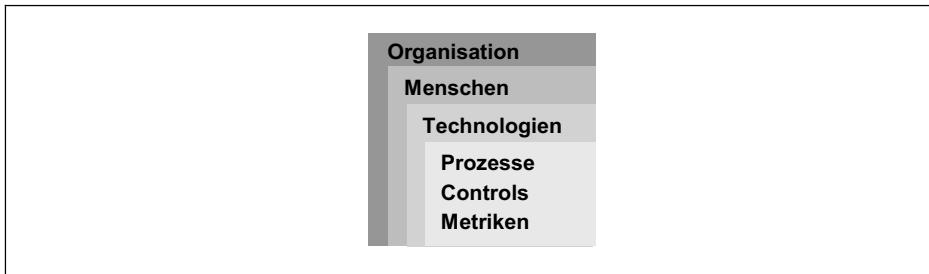 Organisation
Menschen
Technologien
Prozesse
Controls
Metriken